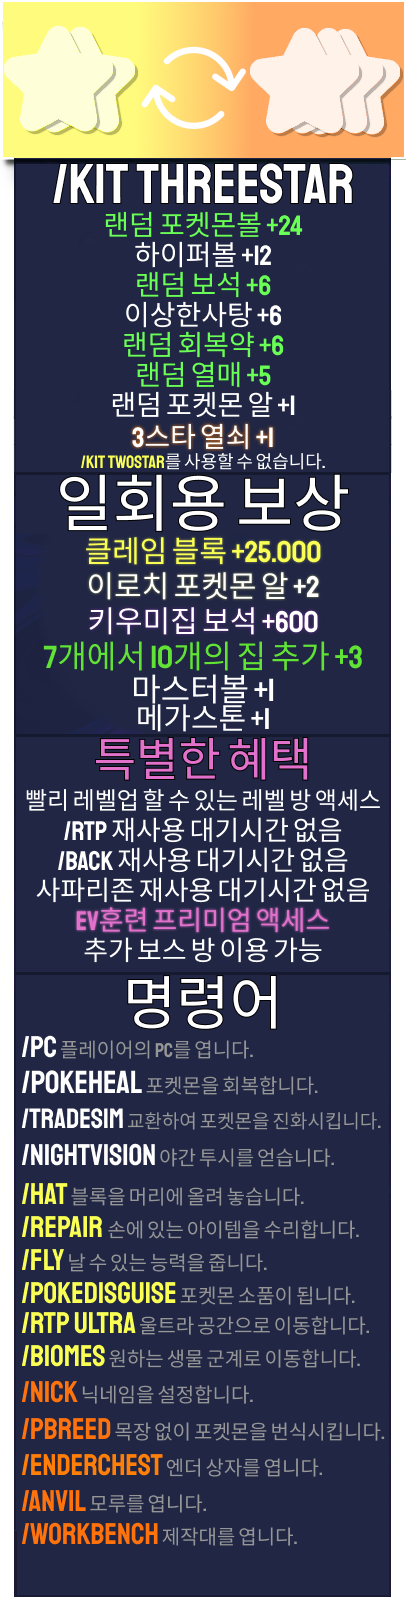 /KIT THREESTAR
랜덤 포켓몬볼 +24
하이퍼볼 +12
랜덤 보석 +6
이상한사탕 +6
랜덤 회복약 +6
랜덤 열매 +5
랜덤 포켓몬 알 +1
3스타 열쇠 +1
/KIT TWOSTAR를 사용할 수 없습니다.
일회용 보상
클레임 블록 +25.000
이로치 포켓몬 알 +2
키우미집 보석 +600
7개에서 10개의 집 추가 +3
마스터볼 +1
메가스톤 +1
특별한 혜택
빨리 레벨업 할 수 있는 레벨 방 액세스
/RTP 재사용 대기시간 없음
/BACK 재사용 대기시간 없음
사파리존 재사용 대기시간 없음
EV훈련 프리미엄 액세스
추가 보스 방 이용 가능
명령어
/PC 플레이어의 PC를 엽니다.
/POKEHEAL 포켓몬을 회복합니다.
/TRADESIM 교환하여 포켓몬을 진화시킵니다.
/NIGHTVISION 야간 투시를 얻습니다.
/HAT 블록을 머리에 올려 놓습니다.
/REPAIR 손에 있는 아이템을 수리합니다.
/FLY 날 수 있는 능력을 줍니다.
/POKEDISGUISE 포켓몬 소품이 됩니다.
/RTP ULTRA 울트라 공간으로 이동합니다.
/BIOMES 원하는 생물 군계로 이동합니다.
/NICK 닉네임을 설정합니다.
/PBREED 목장 없이 포켓몬을 번식시킵니다.
/ENDERCHEST 엔더 상자를 엽니다.
/ANVIL 모루를 엽니다.
/WORKBENCH 제작대를 엽니다.